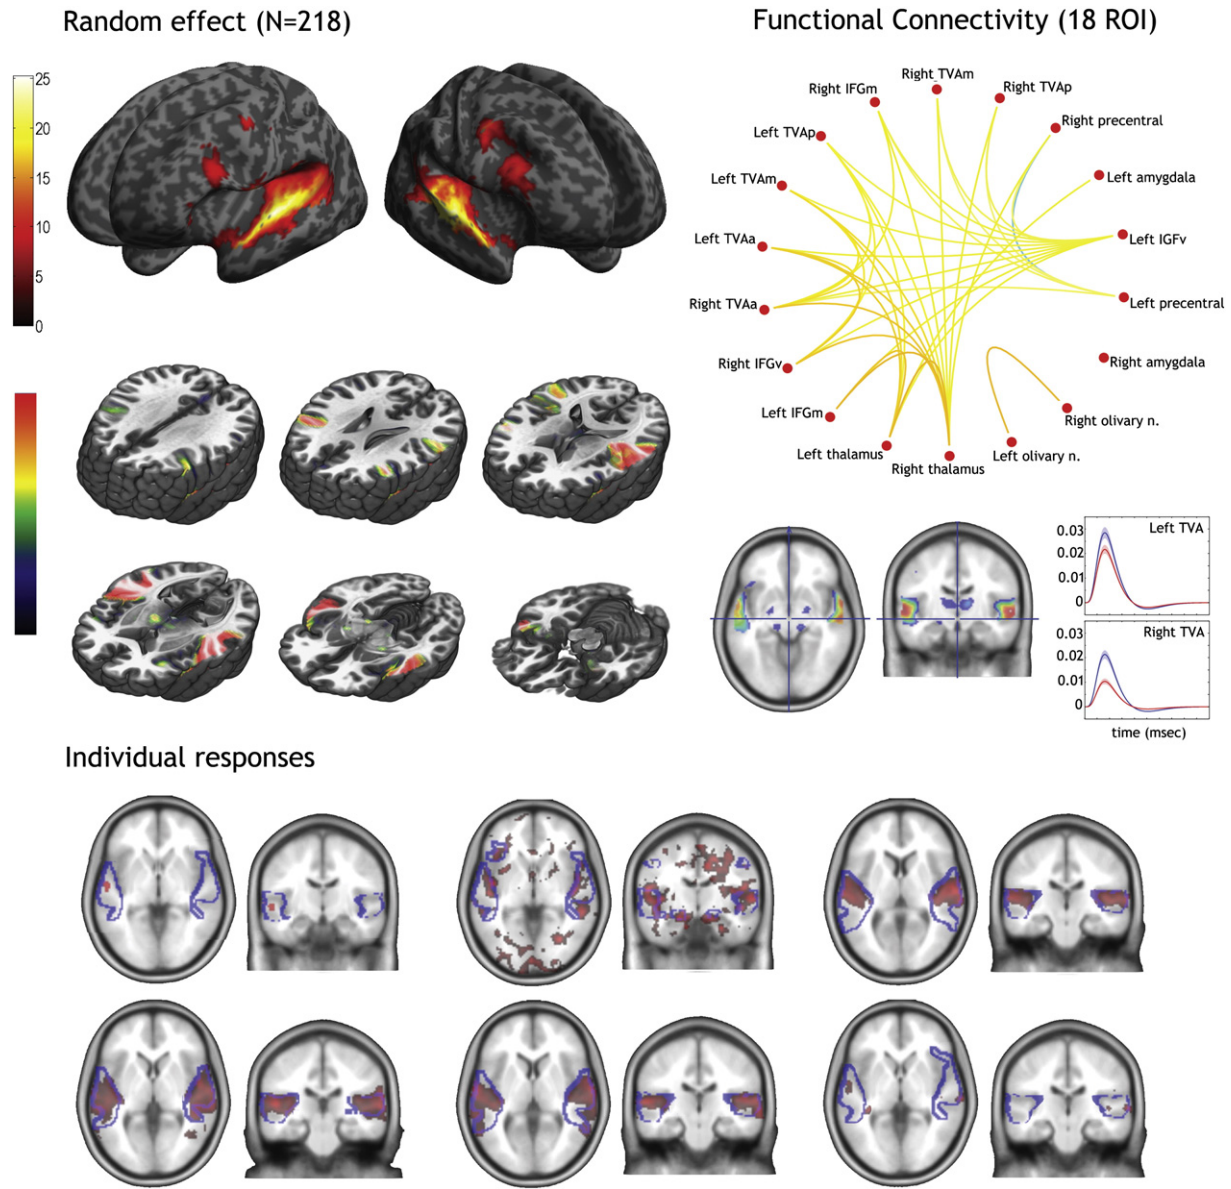 Random effect (N=218)
Functional Connectivity (18 ROI)
25
20
15
10
5
0
Right TVAm
Right IFGm
Right TVAp
Left TVAp
Right precentral
Left TVAm
Left amygdala
Left TVAa
Left IGFv
Right TVAa
Left precentral
Right IFGv
Right amygdala
Left IFGm
Right olivary n.
Left thalamus
Left olivary n.
Right thalamus
0.03
Left TVA
0.02
0.01
0
0.03
Right TVA
0.02
0.01
0
time (msec)
Individual responses